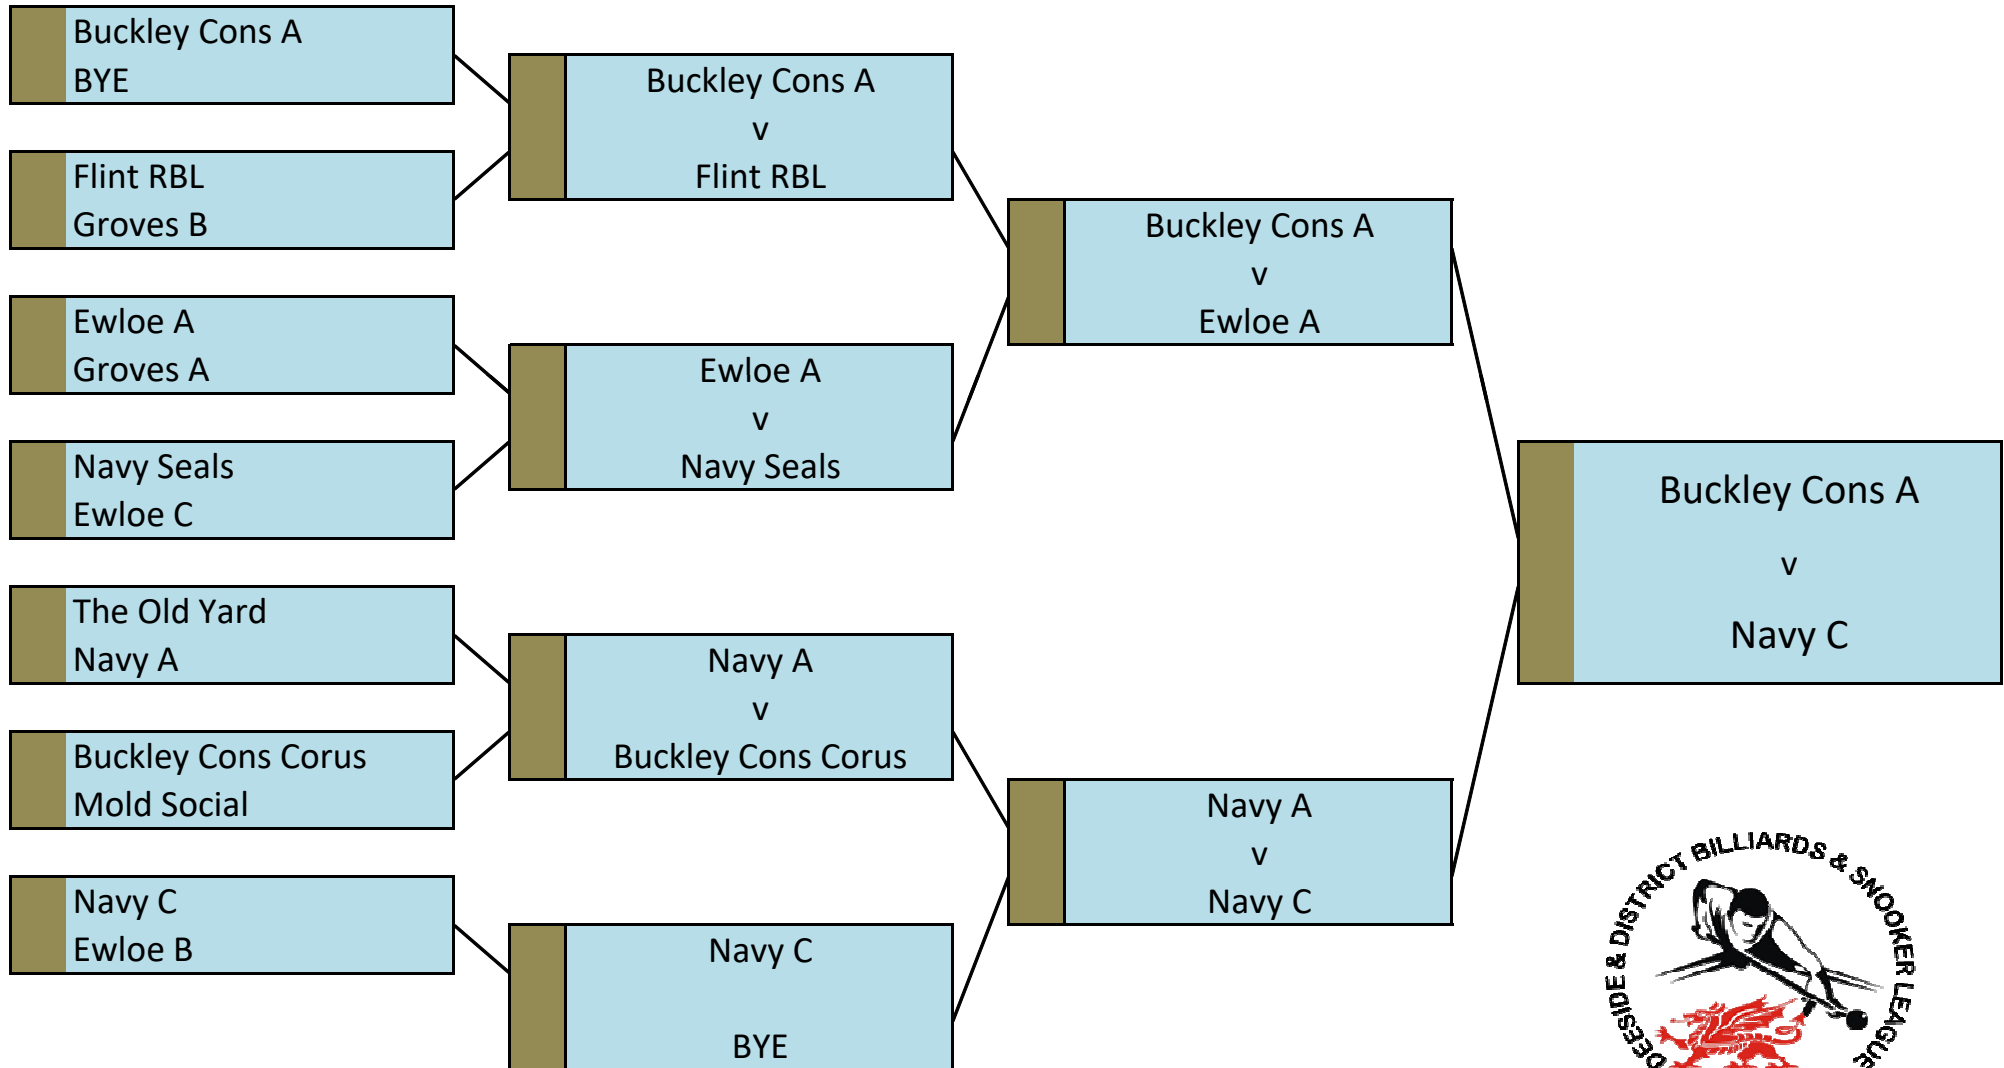 Buckley Cons A
BYE
Flint RBL
Groves B
Ewloe A
Groves A
Navy Seals
Ewloe C
The Old Yard
Navy A
Buckley Cons Corus
Mold Social
Navy C
Ewloe B
Buckley Cons A
v
Flint RBL
Ewloe A
v
Navy Seals
Navy A
v
Buckley Cons Corus
Navy C
BYE
Buckley Cons A
v
Ewloe A
Navy A
v
Navy C
Buckley Cons A
v
Navy C
DEESIDE & DISTRICT BILLIARDS & SNOOKER LEAGUE